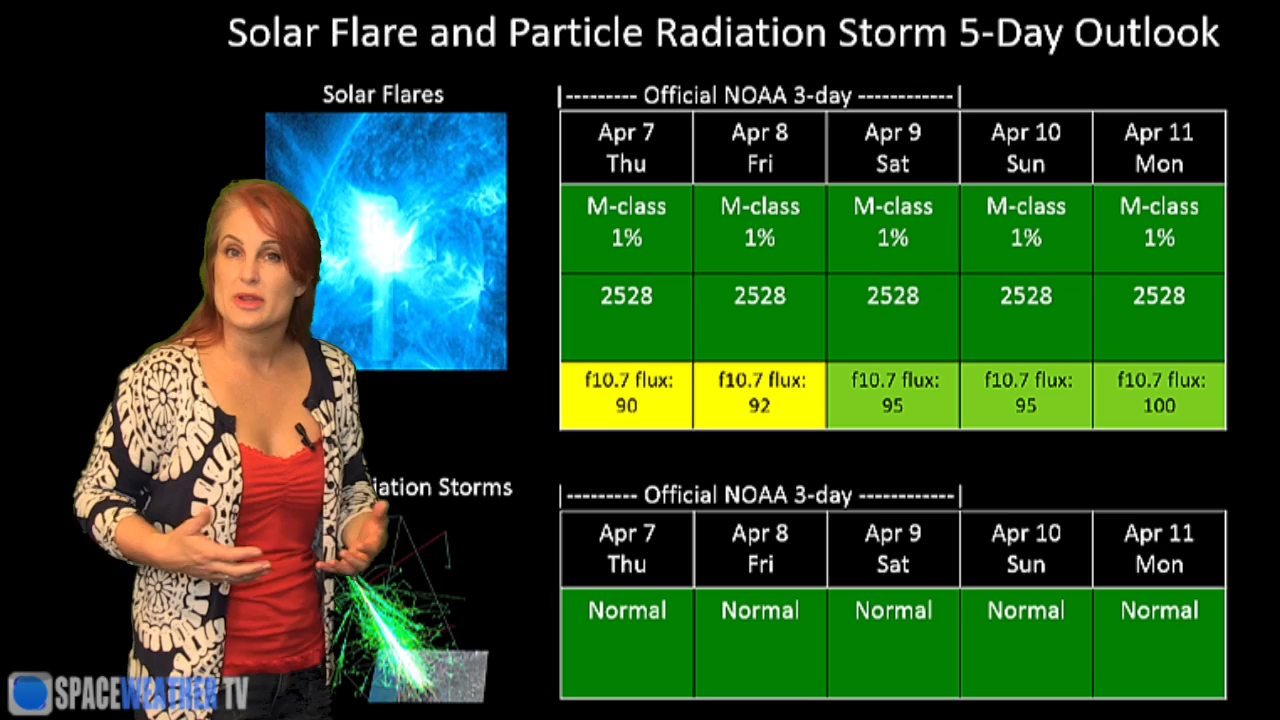 Solar Flare and Particle Radiation Storm 5-Day Outlook
Solar Flares
|--------- Official NOAA 3-day ------------|
Apr 7 Apr 8 Apr 9 Apr 10 Apr 11
Thu Fri Sat Sun Mon
M-class M-class M-class M-class M-class
1% 1% 1% 1% 1%
2528 2528 2528 2528 2528
f10.7 flux: f10.7 flux: f10.7 flux: f10.7 flux: f10.7 flux:
90 92 95 95 100
iation Storms
|--------- Official NOAA 3-day ------------|
Apr 7 Apr 8 Apr 9 Apr 10 Apr 11
Thu Fri Sat Sun Mon
Normal Normal Normal Normal Normal
SPACEWEATHER TV